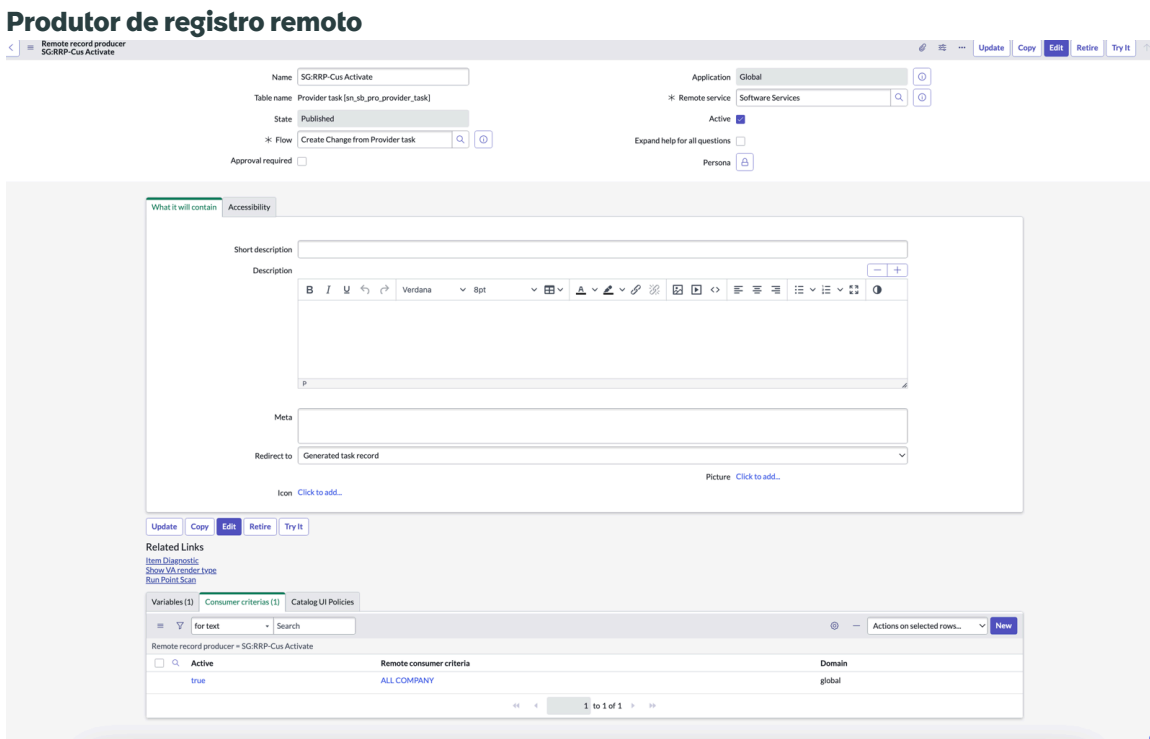 Produtor de registro remoto
Remote record producer
SG:RRP-Cus Activate
Update Copy Edit Retire Try It
Name SG:RRP-Cus Activate
Application Global
Table name Provider task [sn_sb_pro_provider_task]
Remote service Software Services
State Published
Active
Flow Create Change from Provider task
Expand help for all questions
Approval required
Persona
What it will contain Accessibility
Short description
Description
B I U Verdana 8pt A
P
Meta
Redirect to Generated task record
Picture Click to add...
Icon Click to add...
Update Copy Edit Retire Try It
Related Links
Item Diagnostic
Show VA render type
Run Point Scan
Variables (1) Consumer criterias (1) Catalog UI Policies
for text Search Actions on selected rows... New
Remote record producer = SG:RRP-Cus Activate
Active Remote consumer criteria Domain
true ALL COMPANY global
1 to 1 of 1